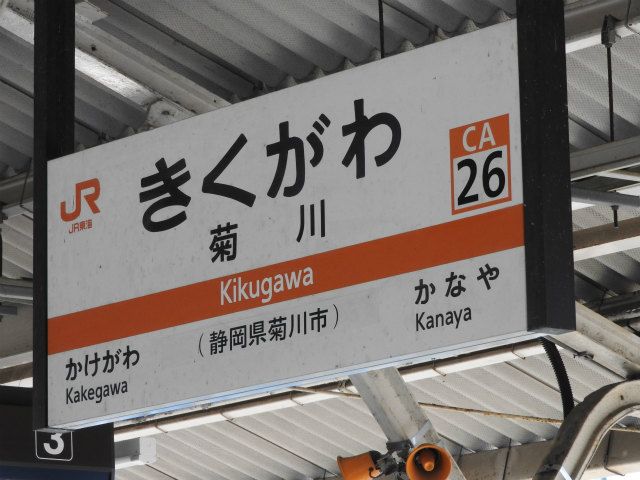 きくがわ
CA
26
JR
JR東海
菊川
Kikugawa
かけがわ
Kakegawa
(静岡県菊川市)
かなや
Kanaya
3